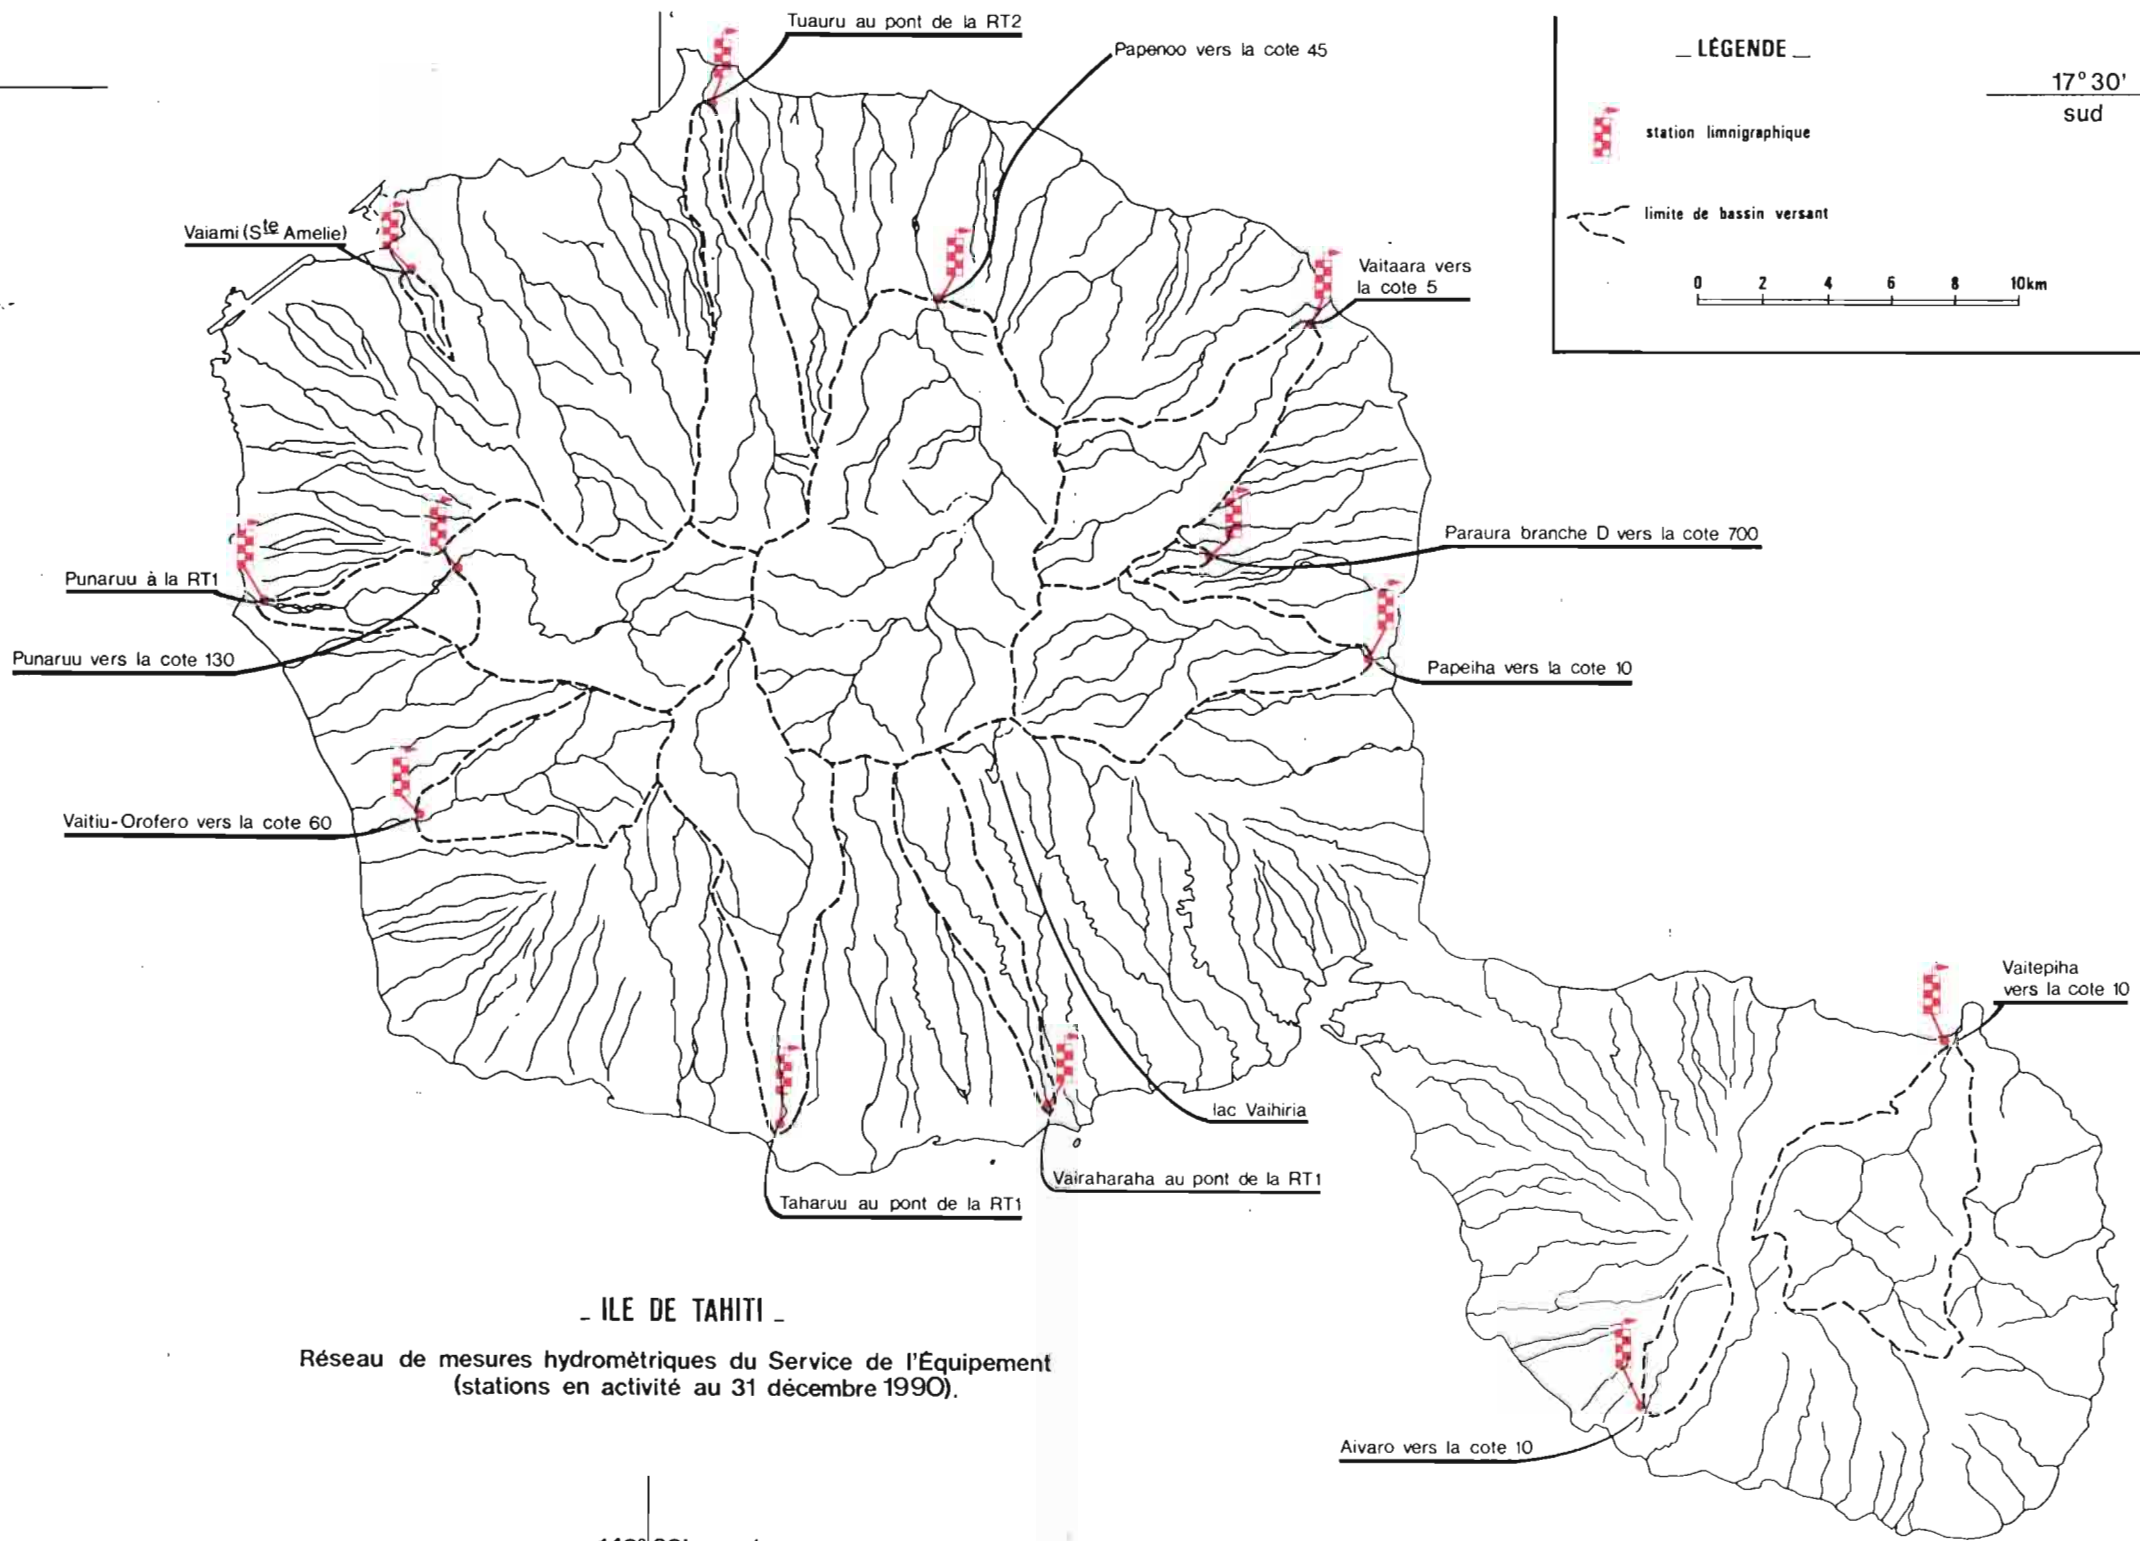 Tuauru au pont de la RT2
Papenoo vers la cote 45
_ LÉGENDE _
17°30'
sud
station limnigraphique
limite de bassin versant
0 2 4 6 8 10km
Vaiami (Ste Amelie)
Vaitaara vers
la cote 5
Paraura branche D vers la cote 700
Punaruu à la RT1
Punaruu vers la cote 130
Papeiha vers la cote 10
Vaitiu-Orofero vers la cote 60
Vaitepiha
vers la cote 10
lac Vaihiria
Vairaharaha au pont de la RT1
Taharuu au pont de la RT1
_ ILE DE TAHITI _
Réseau de mesures hydromètriques du Service de l'Équipement
(stations en activité au 31 décembre 1990).
Aivaro vers la cote 10